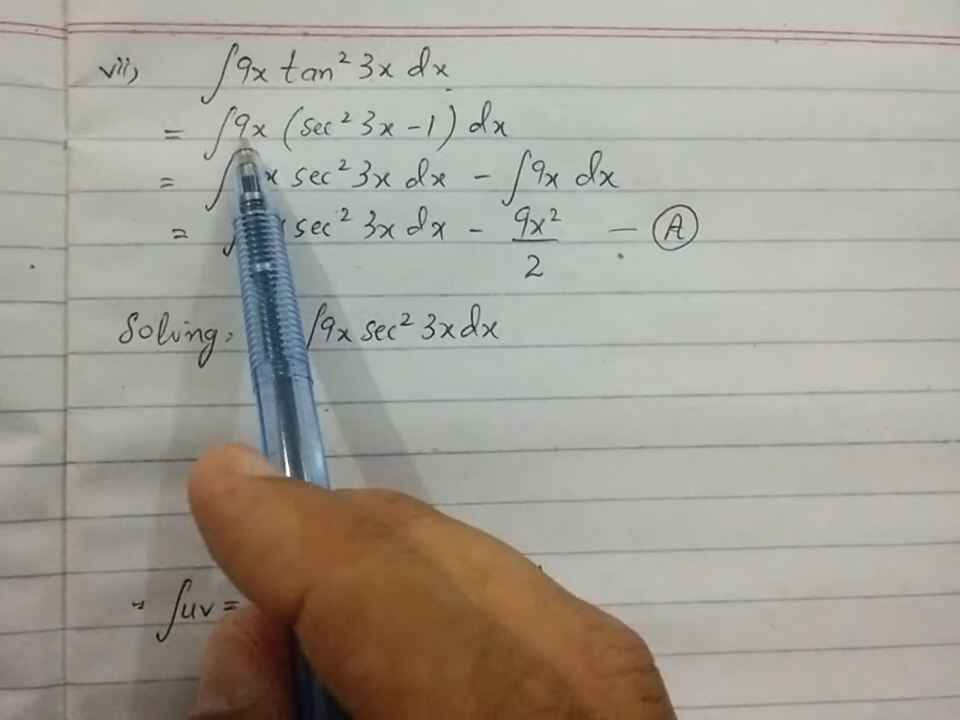 vii, ∫9x tan² 3x dx
= ∫9x (sec² 3x - 1) dx
= ∫ x sec² 3x dx - ∫9x dx
= ∫ x sec² 3x dx - 9x²/2 - Ⓐ
Solving, ∫9x sec² 3x dx
∫uv =